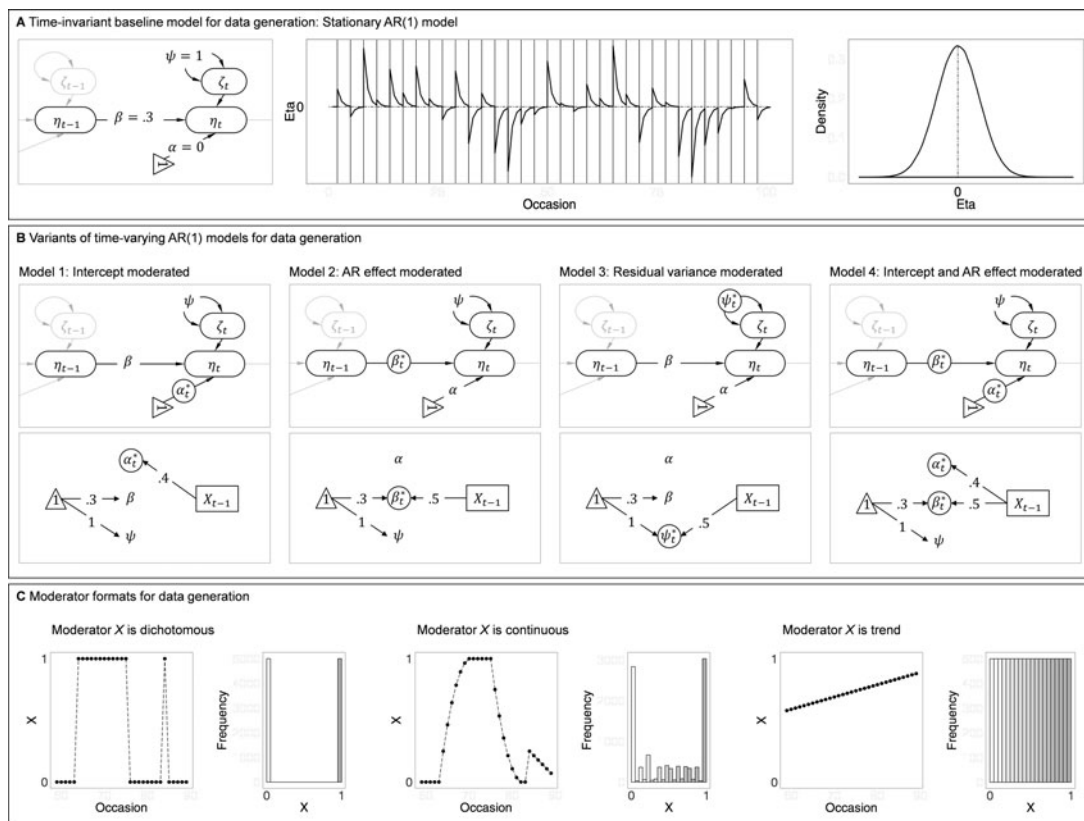 A Time-invariant baseline model for data generation: Stationary AR(1) model
ψ = 1
ζt−1
ζt
ηt−1
β = .3
ηt
α = 0
1
Eta
0
Occasion
Density
0
Eta
B Variants of time-varying AR(1) models for data generation
Model 1: Intercept moderated
Model 2: AR effect moderated
Model 3: Residual variance moderated
Model 4: Intercept and AR effect moderated
ψ
ζt−1
ζt
ηt−1
β
ηt
α*t
1
ψ
ζt−1
ζt
ηt−1
β*t
ηt
α
1
ψ*t
ζt−1
ζt
ηt−1
β
ηt
α
1
ψ
ζt−1
ζt
ηt−1
β*t
ηt
α*t
1
α*t
.4
1
.3
β
Xt−1
1
ψ
α
1
.3
β*t
.5
Xt−1
1
ψ
α
1
.3
β
Xt−1
1
.5
ψ*t
α*t
.4
1
.3
β*t
.5
Xt−1
1
ψ
C Moderator formats for data generation
Moderator X is dichotomous
Moderator X is continuous
Moderator X is trend
1
X
0
Occasion
Frequency
0
1
X
1
X
0
Occasion
Frequency
0
1
X
1
X
0
Occasion
Frequency
0
1
X